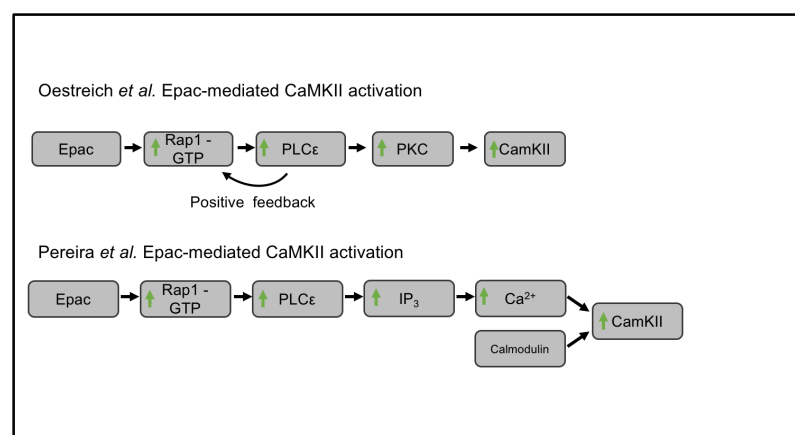 Oestreich et al. Epac-mediated CaMKII activation
Epac
Rap1 -
GTP
PLCε
PKC
CamKII
Positive feedback
Pereira et al. Epac-mediated CaMKII activation
Epac
Rap1 -
GTP
PLCε
IP₃
Ca²⁺
CamKII
Calmodulin